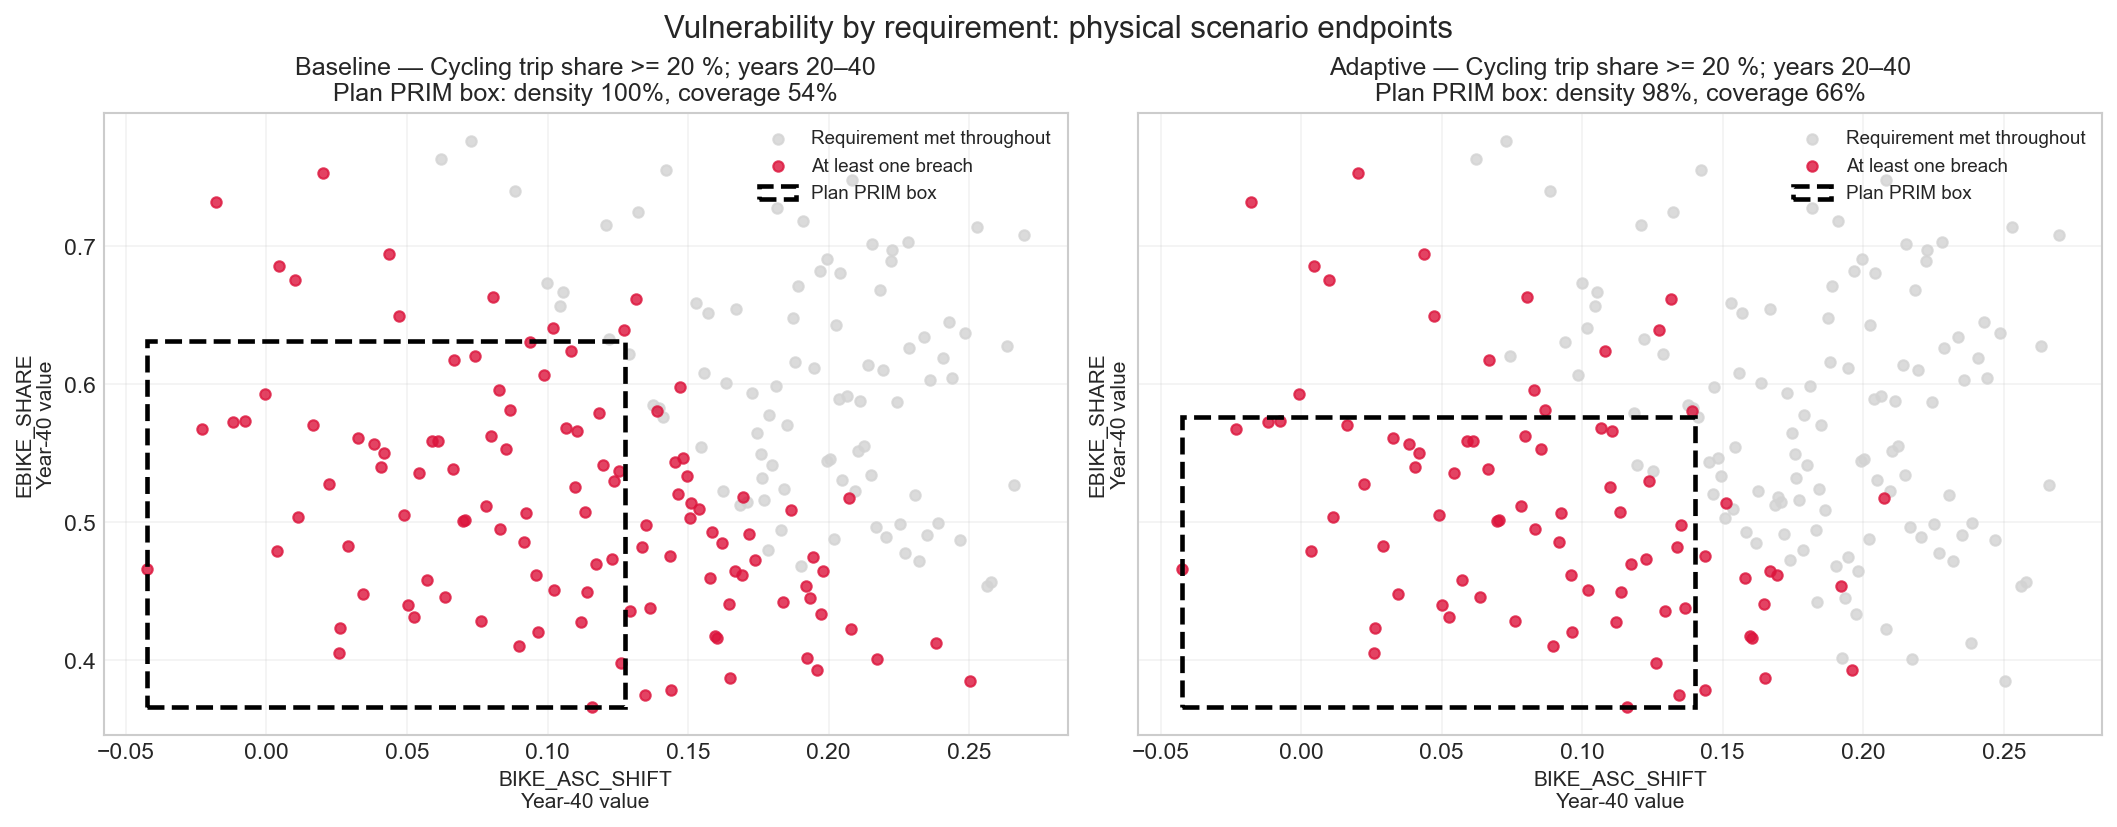 Vulnerability by requirement: physical scenario endpoints
Baseline — Cycling trip share >= 20 %; years 20–40
Plan PRIM box: density 100%, coverage 54%
Requirement met throughout
At least one breach
Plan PRIM box
EBIKE_SHARE
Year-40 value
0.7
0.6
0.5
0.4
−0.05
0.00
0.05
0.10
0.15
0.20
0.25
BIKE_ASC_SHIFT
Year-40 value
Adaptive — Cycling trip share >= 20 %; years 20–40
Plan PRIM box: density 98%, coverage 66%
Requirement met throughout
At least one breach
Plan PRIM box
EBIKE_SHARE
Year-40 value
−0.05
0.00
0.05
0.10
0.15
0.20
0.25
BIKE_ASC_SHIFT
Year-40 value